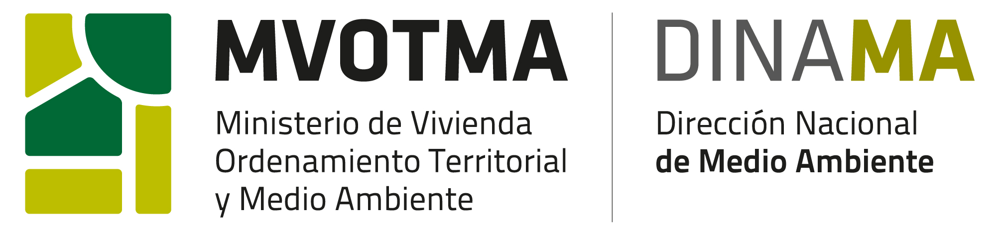 MVOTMA
Ministerio de Vivienda
Ordenamiento Territorial
y Medio Ambiente
DINAMA
Dirección Nacional
de Medio Ambiente